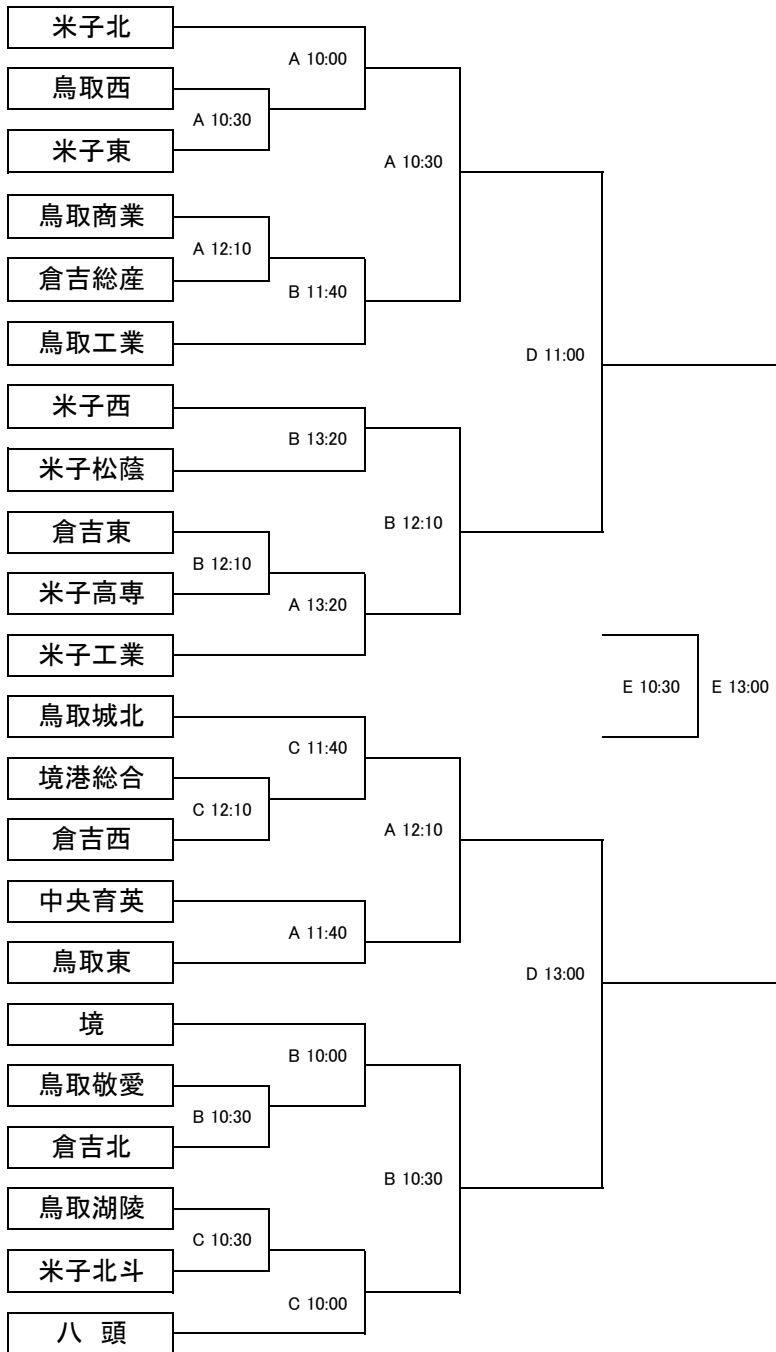 米子北
A 10:00
鳥取西
A 10:30
米子東
A 10:30
鳥取商業
A 12:10
倉吉総産
B 11:40
鳥取工業
D 11:00
米子西
B 13:20
米子松蔭
B 12:10
倉吉東
B 12:10
米子高専
A 13:20
米子工業
E 10:30 E 13:00
鳥取城北
C 11:40
境港総合
C 12:10
倉吉西
A 12:10
中央育英
A 11:40
鳥取東
D 13:00
境
B 10:00
鳥取敬愛
B 10:30
倉吉北
B 10:30
鳥取湖陵
C 10:30
米子北斗
C 10:00
八 頭